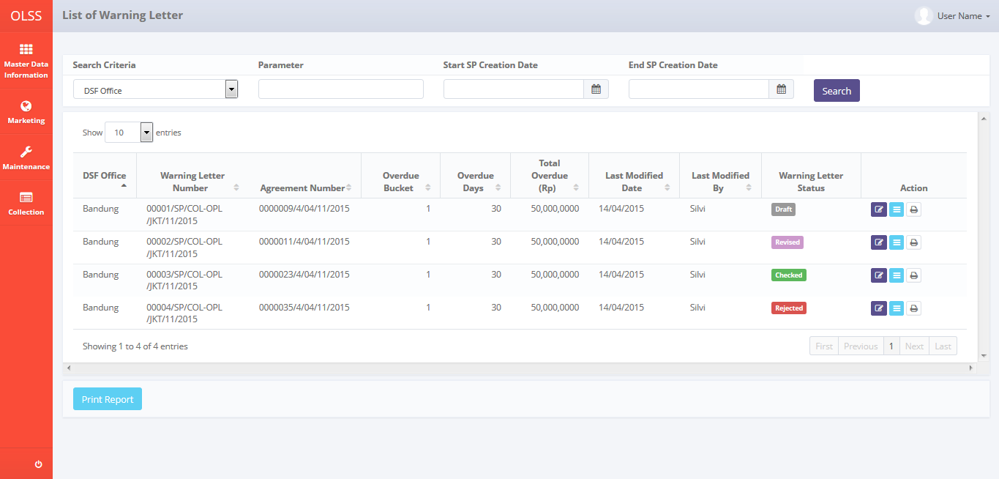 OLSS
List of Warning Letter
User Name
Master Data
Information
Marketing
Maintenance
Collection
Search Criteria Parameter Start SP Creation Date End SP Creation Date
DSF Office Search
Show 10 entries
DSF Office Warning Letter Number Agreement Number Overdue Bucket Overdue Days Total Overdue (Rp) Last Modified Date Last Modified By Warning Letter Status Action
Bandung 00001/SP/COL-OPL 0000009/4/04/11/2015 1 30 50,000,0000 14/04/2015 Silvi Draft
/JKT/11/2015
Bandung 00002/SP/COL-OPL 0000011/4/04/11/2015 1 30 50,000,0000 14/04/2015 Silvi Revised
/JKT/11/2015
Bandung 00003/SP/COL-OPL 0000023/4/04/11/2015 1 30 50,000,0000 14/04/2015 Silvi Checked
/JKT/11/2015
Bandung 00004/SP/COL-OPL 0000035/4/04/11/2015 1 30 50,000,0000 14/04/2015 Silvi Rejected
/JKT/11/2015
Showing 1 to 4 of 4 entries First Previous 1 Next Last
Print Report